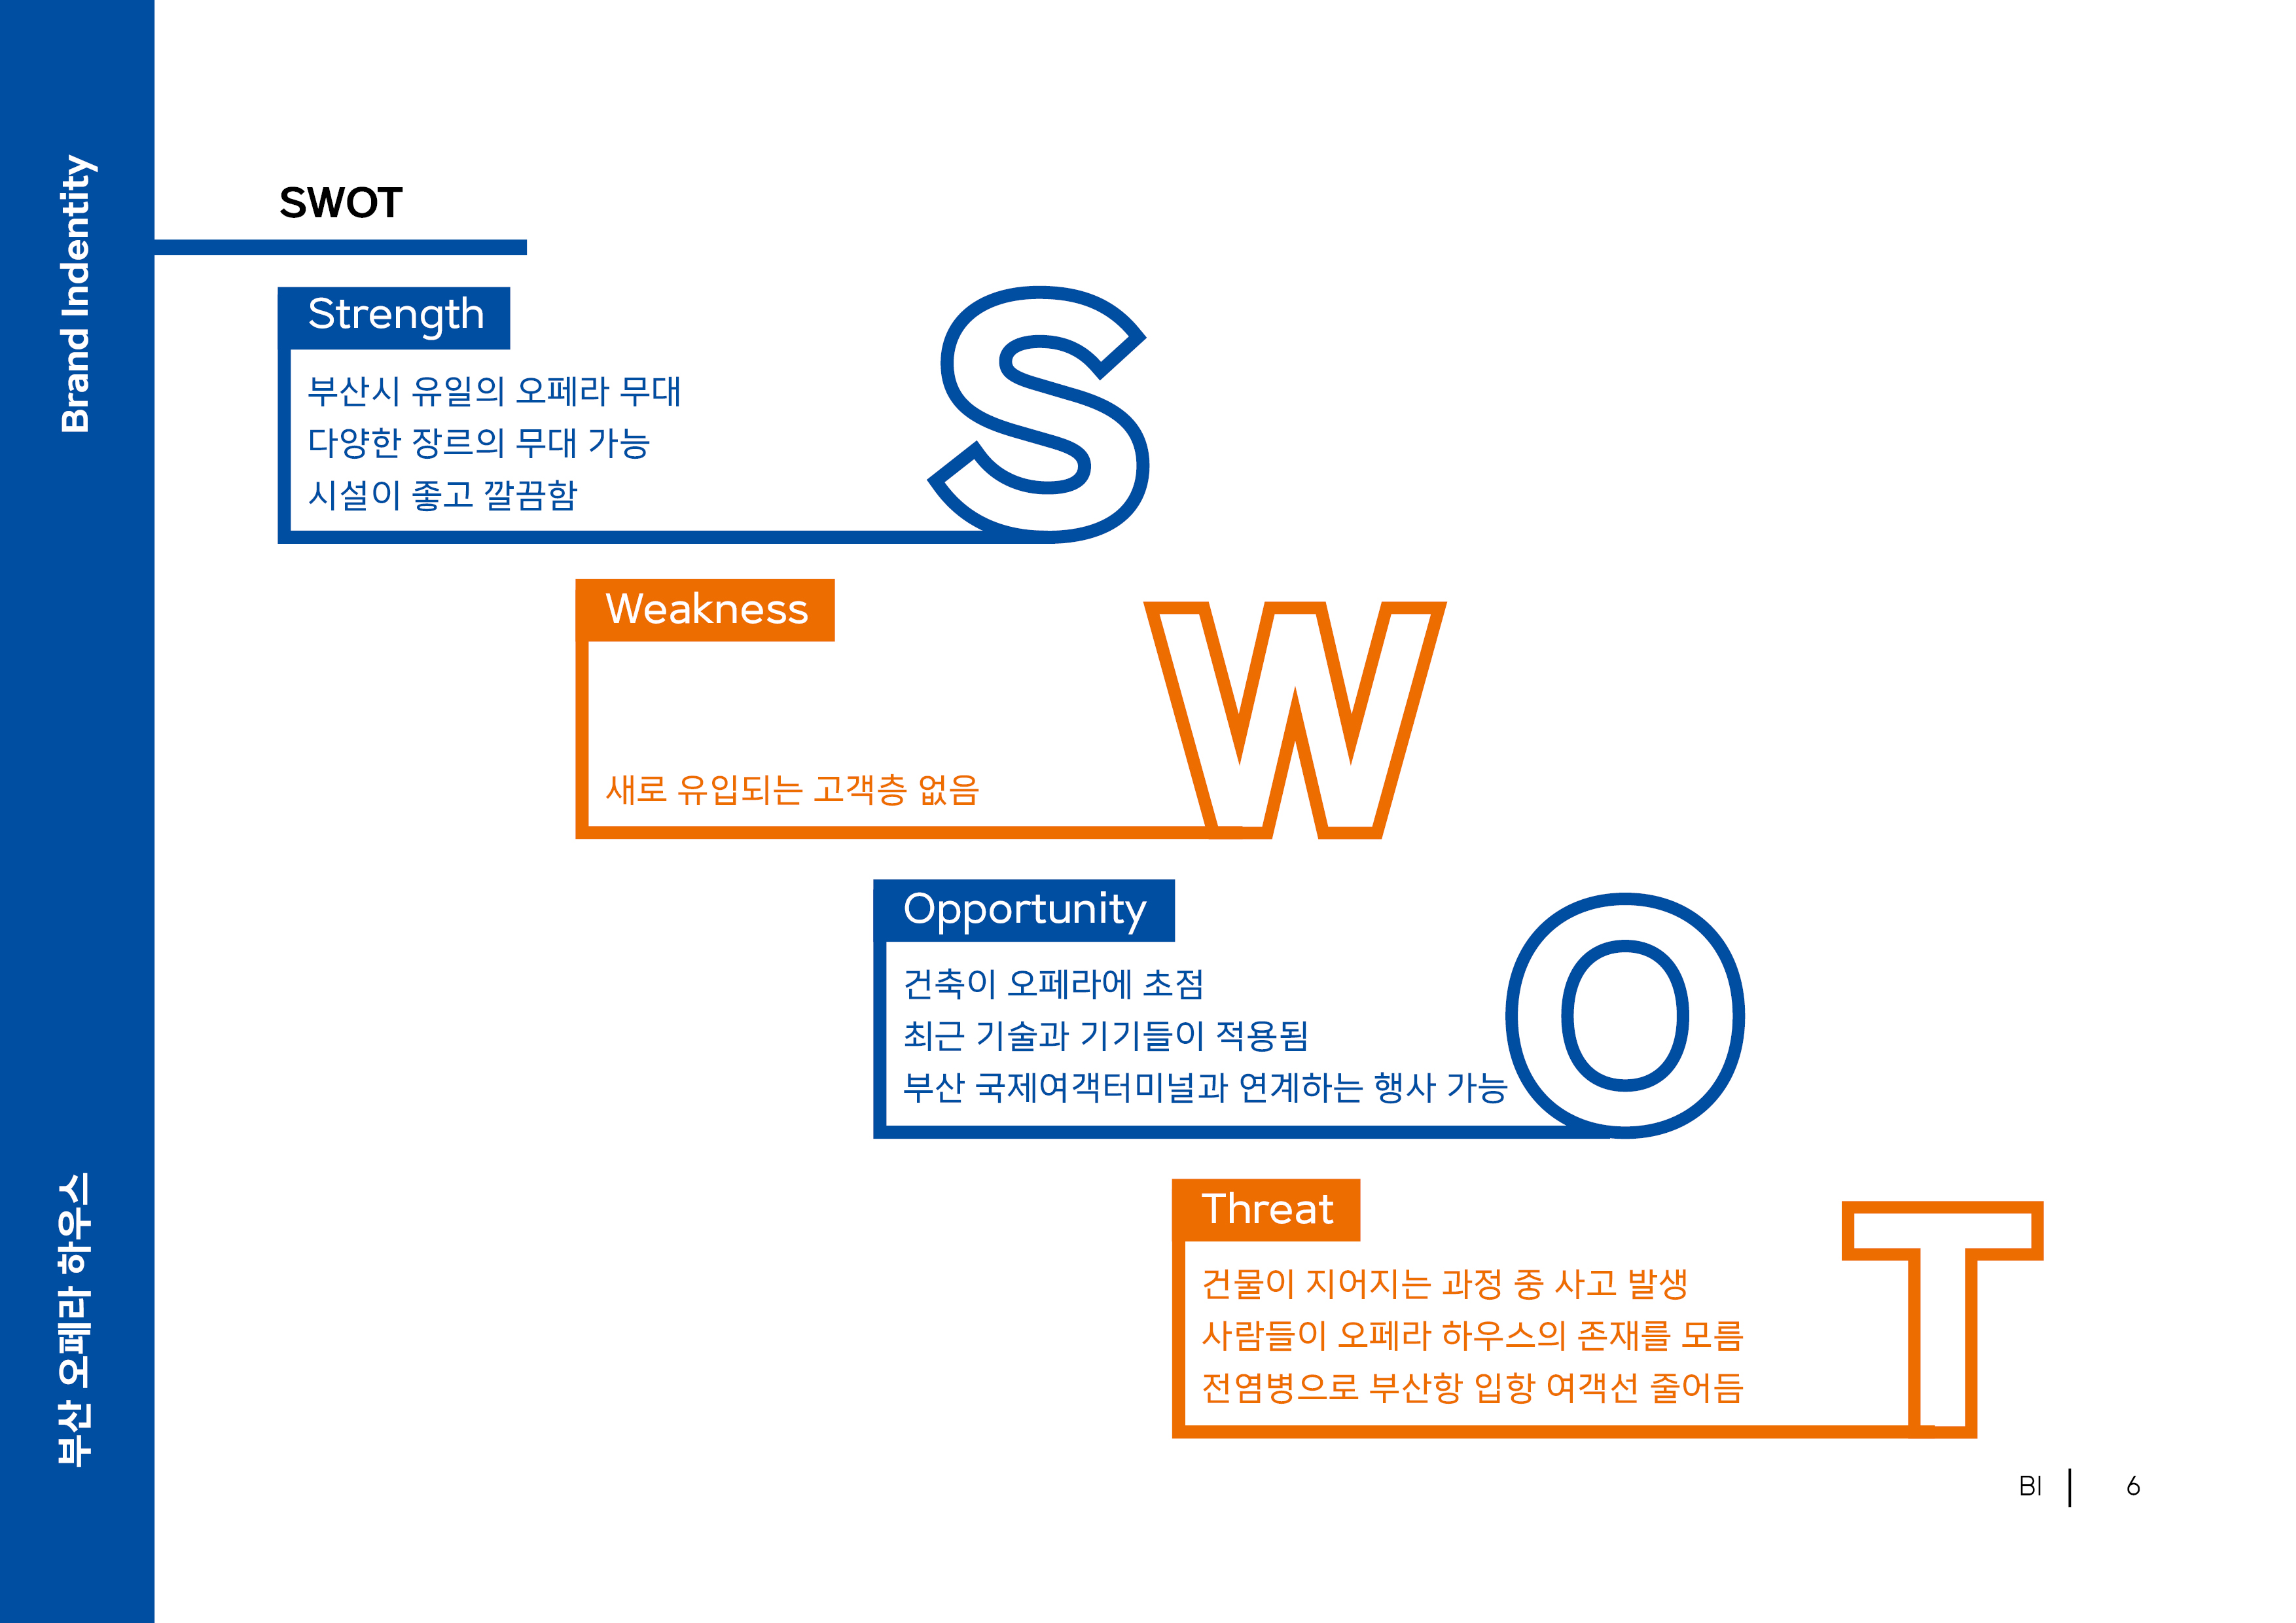 Brand Indentity
부산 오페라 하우스
SWOT
Strength
부산시 유일의 오페라 무대
다양한 장르의 무대 가능
시설이 좋고 깔끔함
S
Weakness
새로 유입되는 고객층 없음
W
Opportunity
건축이 오페라에 초점
최근 기술과 기기들이 적용됨
부산 국제여객터미널과 연계하는 행사 가능
O
Threat
건물이 지어지는 과정 중 사고 발생
사람들이 오페라 하우스의 존재를 모름
전염병으로 부산항 입항 여객선 줄어듬
T
BI | 6